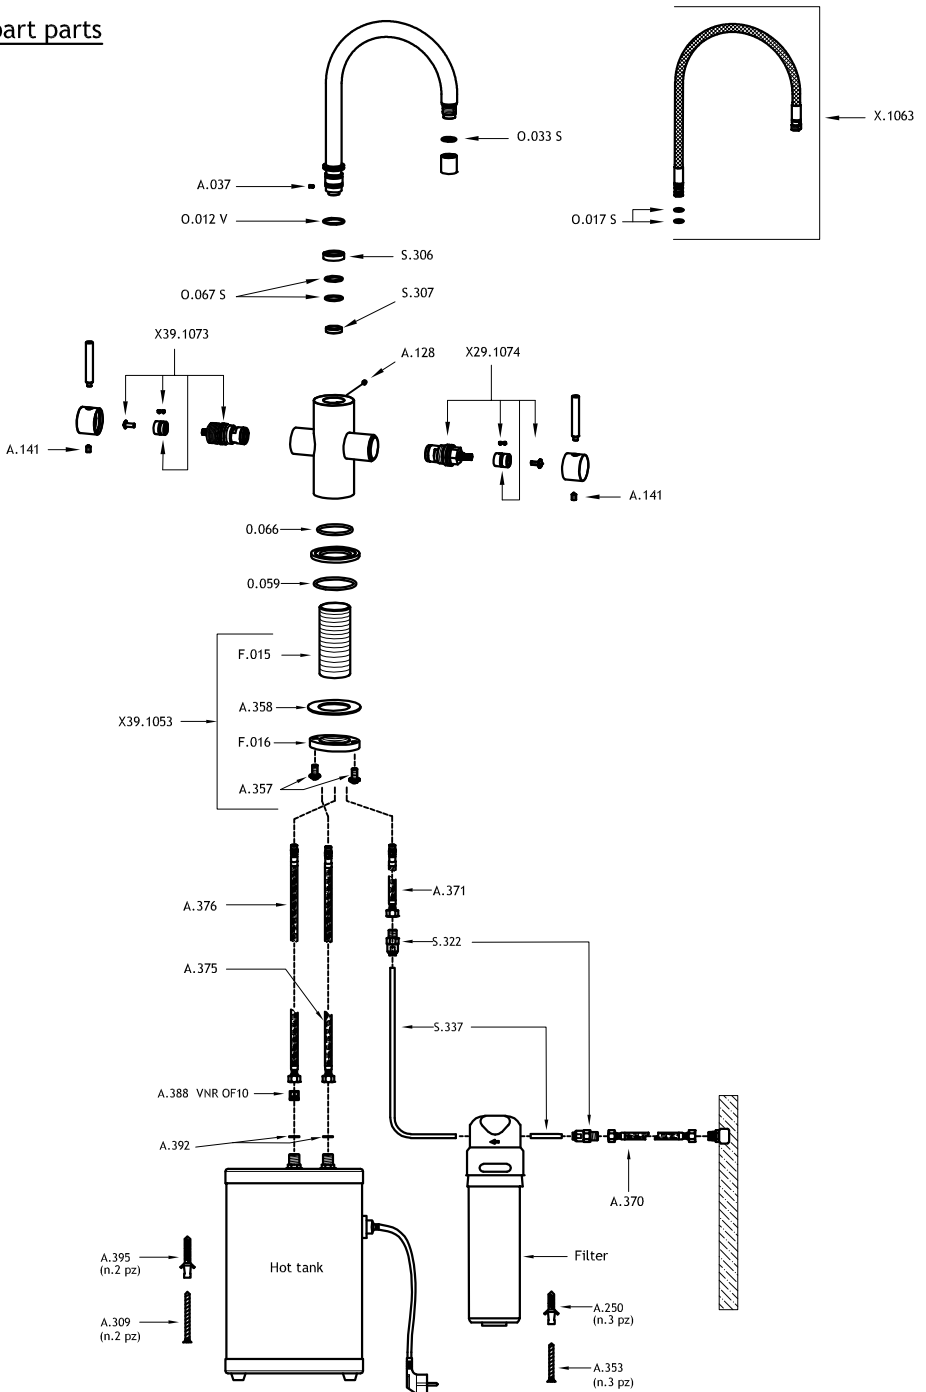 part parts
X.1063
O.033 S
A.037
O.012 V
O.017 S
S.306
O.067 S
S.307
X39.1073
A.128
X29.1074
A.141
A.141
0.066
0.059
F.015
A.358
X39.1053
F.016
A.357
A.371
A.376
S.322
A.375
S.337
A.388 VNR OF10
A.392
A.370
A.395
(n.2 pz)
Hot tank
Filter
A.309
(n.2 pz)
A.250
(n.3 pz)
A.353
(n.3 pz)